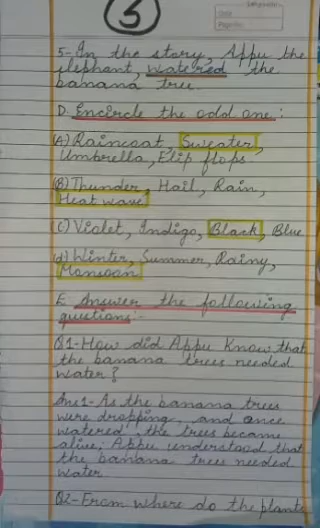 3
5- In the story, Appu the
elephant, watered the
banana tree.
D. Encircle the odd one :
(A) Raincoat, Sweater,
Umbrella, Flip flops.
(B) Thunder, Hail, Rain,
Heat wave
(C) Violet, Indigo, Black, Blue
(d) Winter, Summer, Rainy,
Monsoon
E Answer the following
questions:-
Q1- How did Appu know that
the banana trees needed
water?
Ans1- As the banana trees
were dropping, and once
watered the trees became
alive; Appu understood that
the banana trees needed
water
Q2- From where do the plants